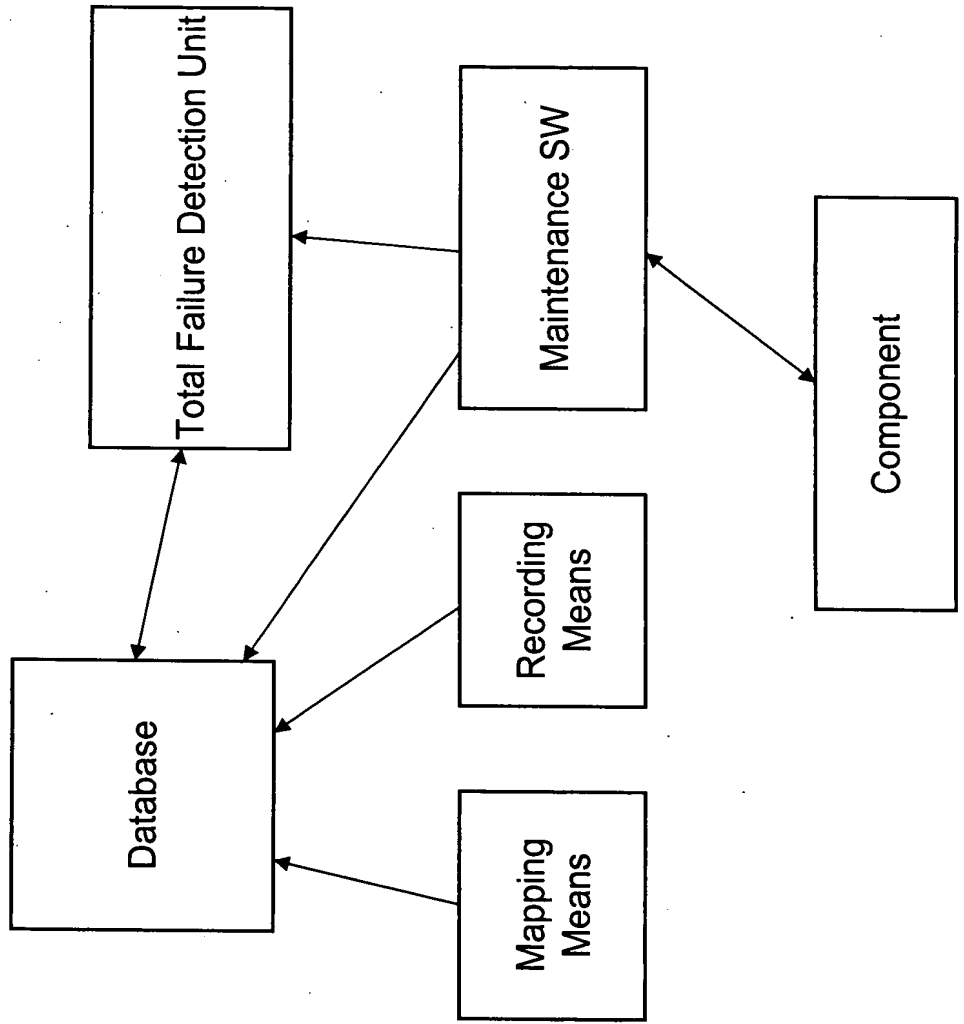 Database
Total Failure Detection Unit
Mapping
Means
Recording
Means
Maintenance SW
Component